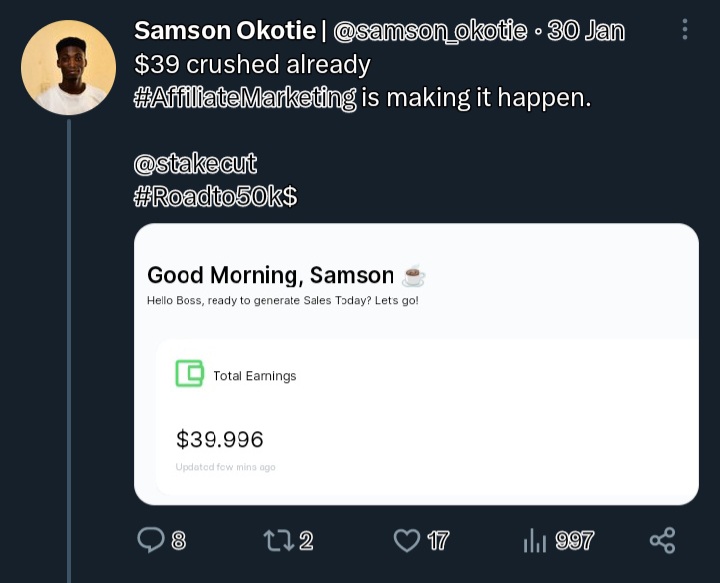 Samson Okotie | @samson_okotie · 30 Jan
$39 crushed already
#AffiliateMarketing is making it happen.
@stakecut
#Roadto50k$
Good Morning, Samson ☕
Hello Boss, ready to generate Sales Today? Lets go!
Total Earnings
$39.996
Updated few mins ago
8 2 17 997